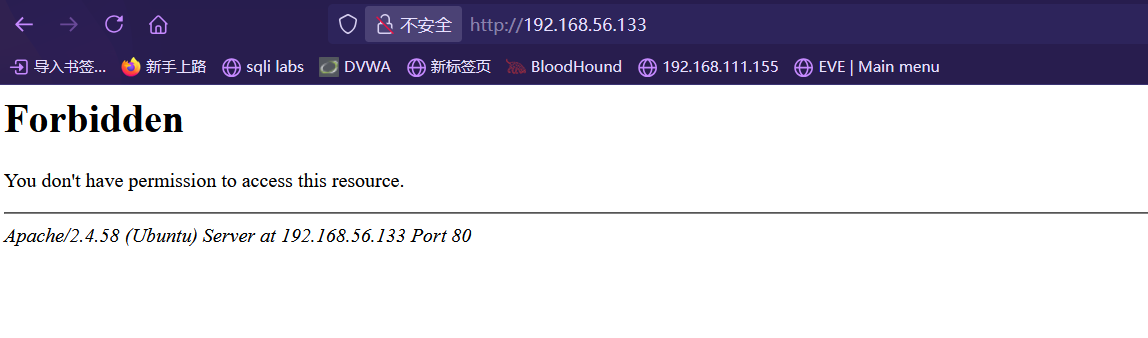 不安全 http://192.168.56.133
导入书签... 新手上路 sqli labs DVWA 新标签页 BloodHound 192.168.111.155 EVE | Main menu
Forbidden
You don't have permission to access this resource.
Apache/2.4.58 (Ubuntu) Server at 192.168.56.133 Port 80